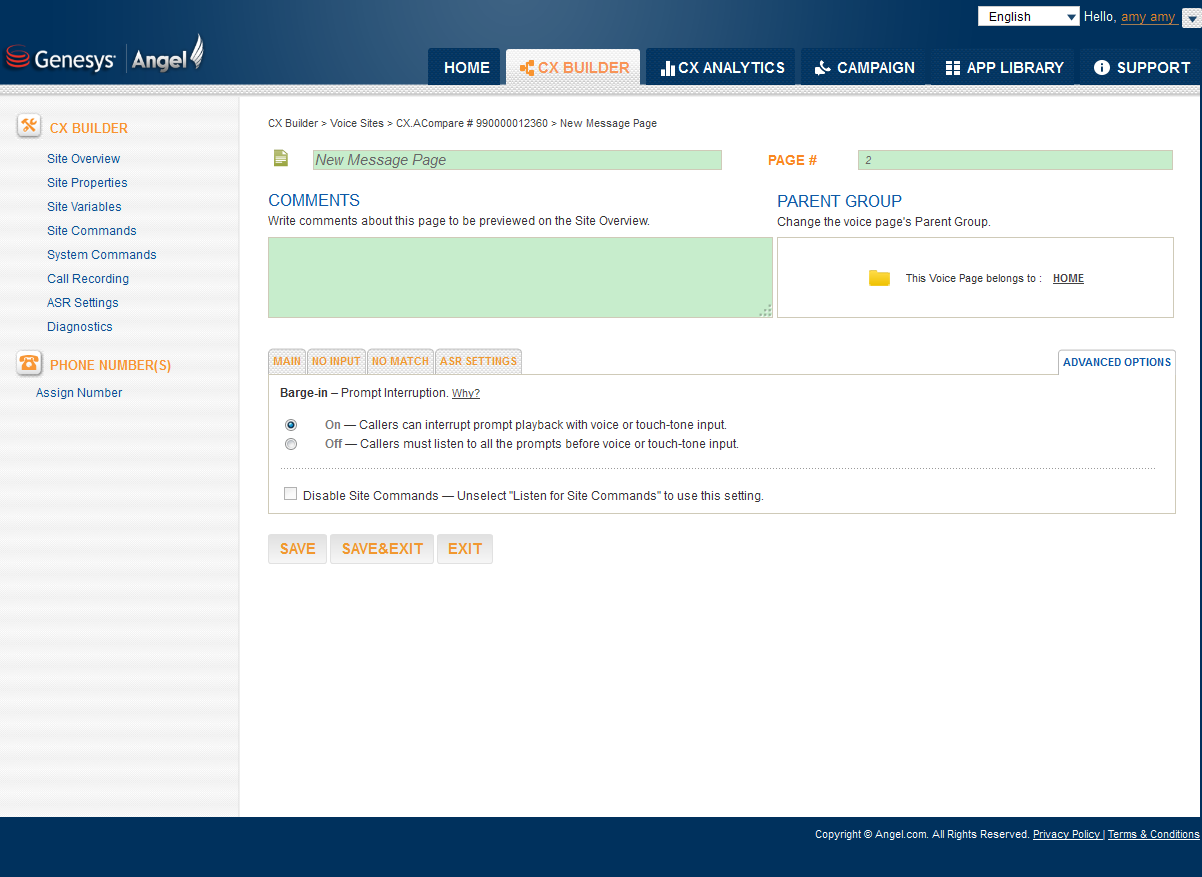 English
Hello, amy amy
Genesys Angel
HOME
CX BUILDER
CX ANALYTICS
CAMPAIGN
APP LIBRARY
SUPPORT
CX BUILDER
Site Overview
Site Properties
Site Variables
Site Commands
System Commands
Call Recording
ASR Settings
Diagnostics
PHONE NUMBER(S)
Assign Number
CX Builder > Voice Sites > CX.ACompare # 990000012360 > New Message Page
New Message Page
PAGE #
2
COMMENTS
Write comments about this page to be previewed on the Site Overview.
PARENT GROUP
Change the voice page's Parent Group.
This Voice Page belongs to : HOME
MAIN
NO INPUT
NO MATCH
ASR SETTINGS
ADVANCED OPTIONS
Barge-in – Prompt Interruption. Why?
On — Callers can interrupt prompt playback with voice or touch-tone input.
Off — Callers must listen to all the prompts before voice or touch-tone input.
Disable Site Commands — Unselect "Listen for Site Commands" to use this setting.
SAVE
SAVE&EXIT
EXIT
Copyright © Angel.com. All Rights Reserved. Privacy Policy | Terms & Conditions